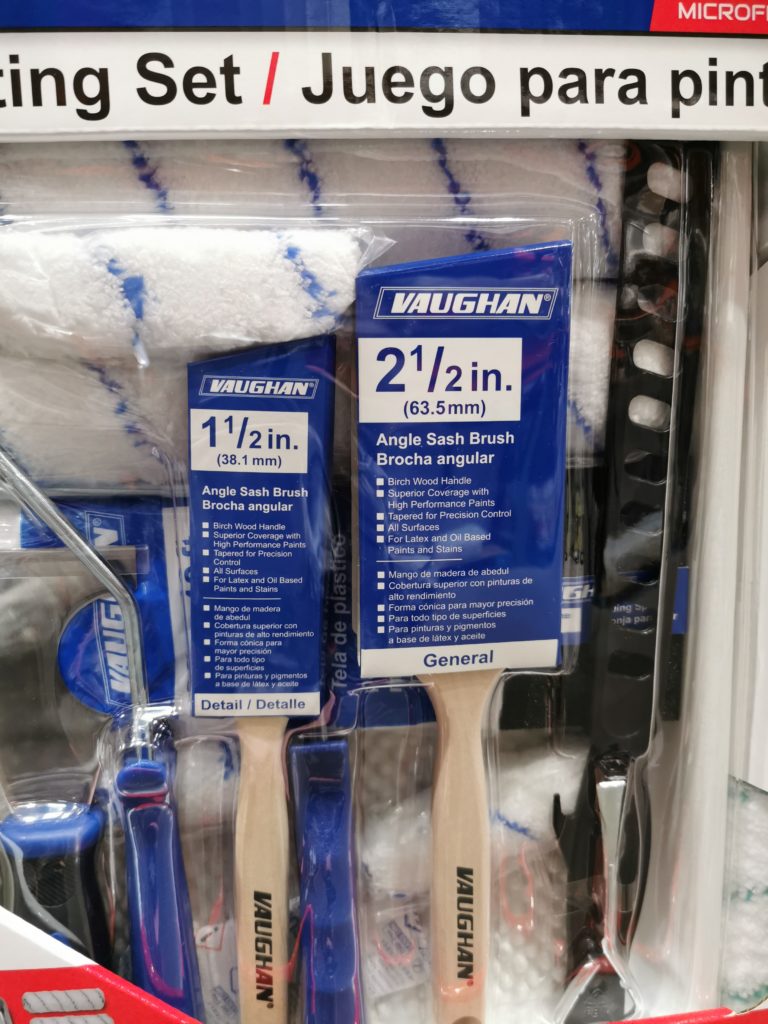 MICROF
ting Set / Juego para pint
VAUGHAN®
2 1/2 in.
(63.5mm)
Angle Sash Brush
Brocha angular
Birch Wood Handle
Superior Coverage with
High Performance Paints
Tapered for Precision Control
All Surfaces
For Latex and Oil Based
Paints and Stains
Mango de madera de abedul
Cobertura superior con pinturas de
alto rendimiento
Forma cónica para mayor precisión
Para todo tipo de superficies
Para pinturas y pigmentos
a base de látex y aceite
General
VAUGHAN®
VAUGHAN®
1 1/2 in.
(38.1 mm)
Angle Sash Brush
Brocha angular
Birch Wood Handle
Superior Coverage with
High Performance Paints
Tapered for Precision
Control
All Surfaces
For Latex and Oil Based
Paints and Stains
Mango de madera
de abedul
Cobertura superior con
pinturas de alto rendimiento
Forma cónica para
mayor precisión
Para todo tipo
de superficies
Para pinturas y pigmentos
a base de látex y aceite
Detail / Detalle
VAUGHAN®
VAUGH
tela de plástico